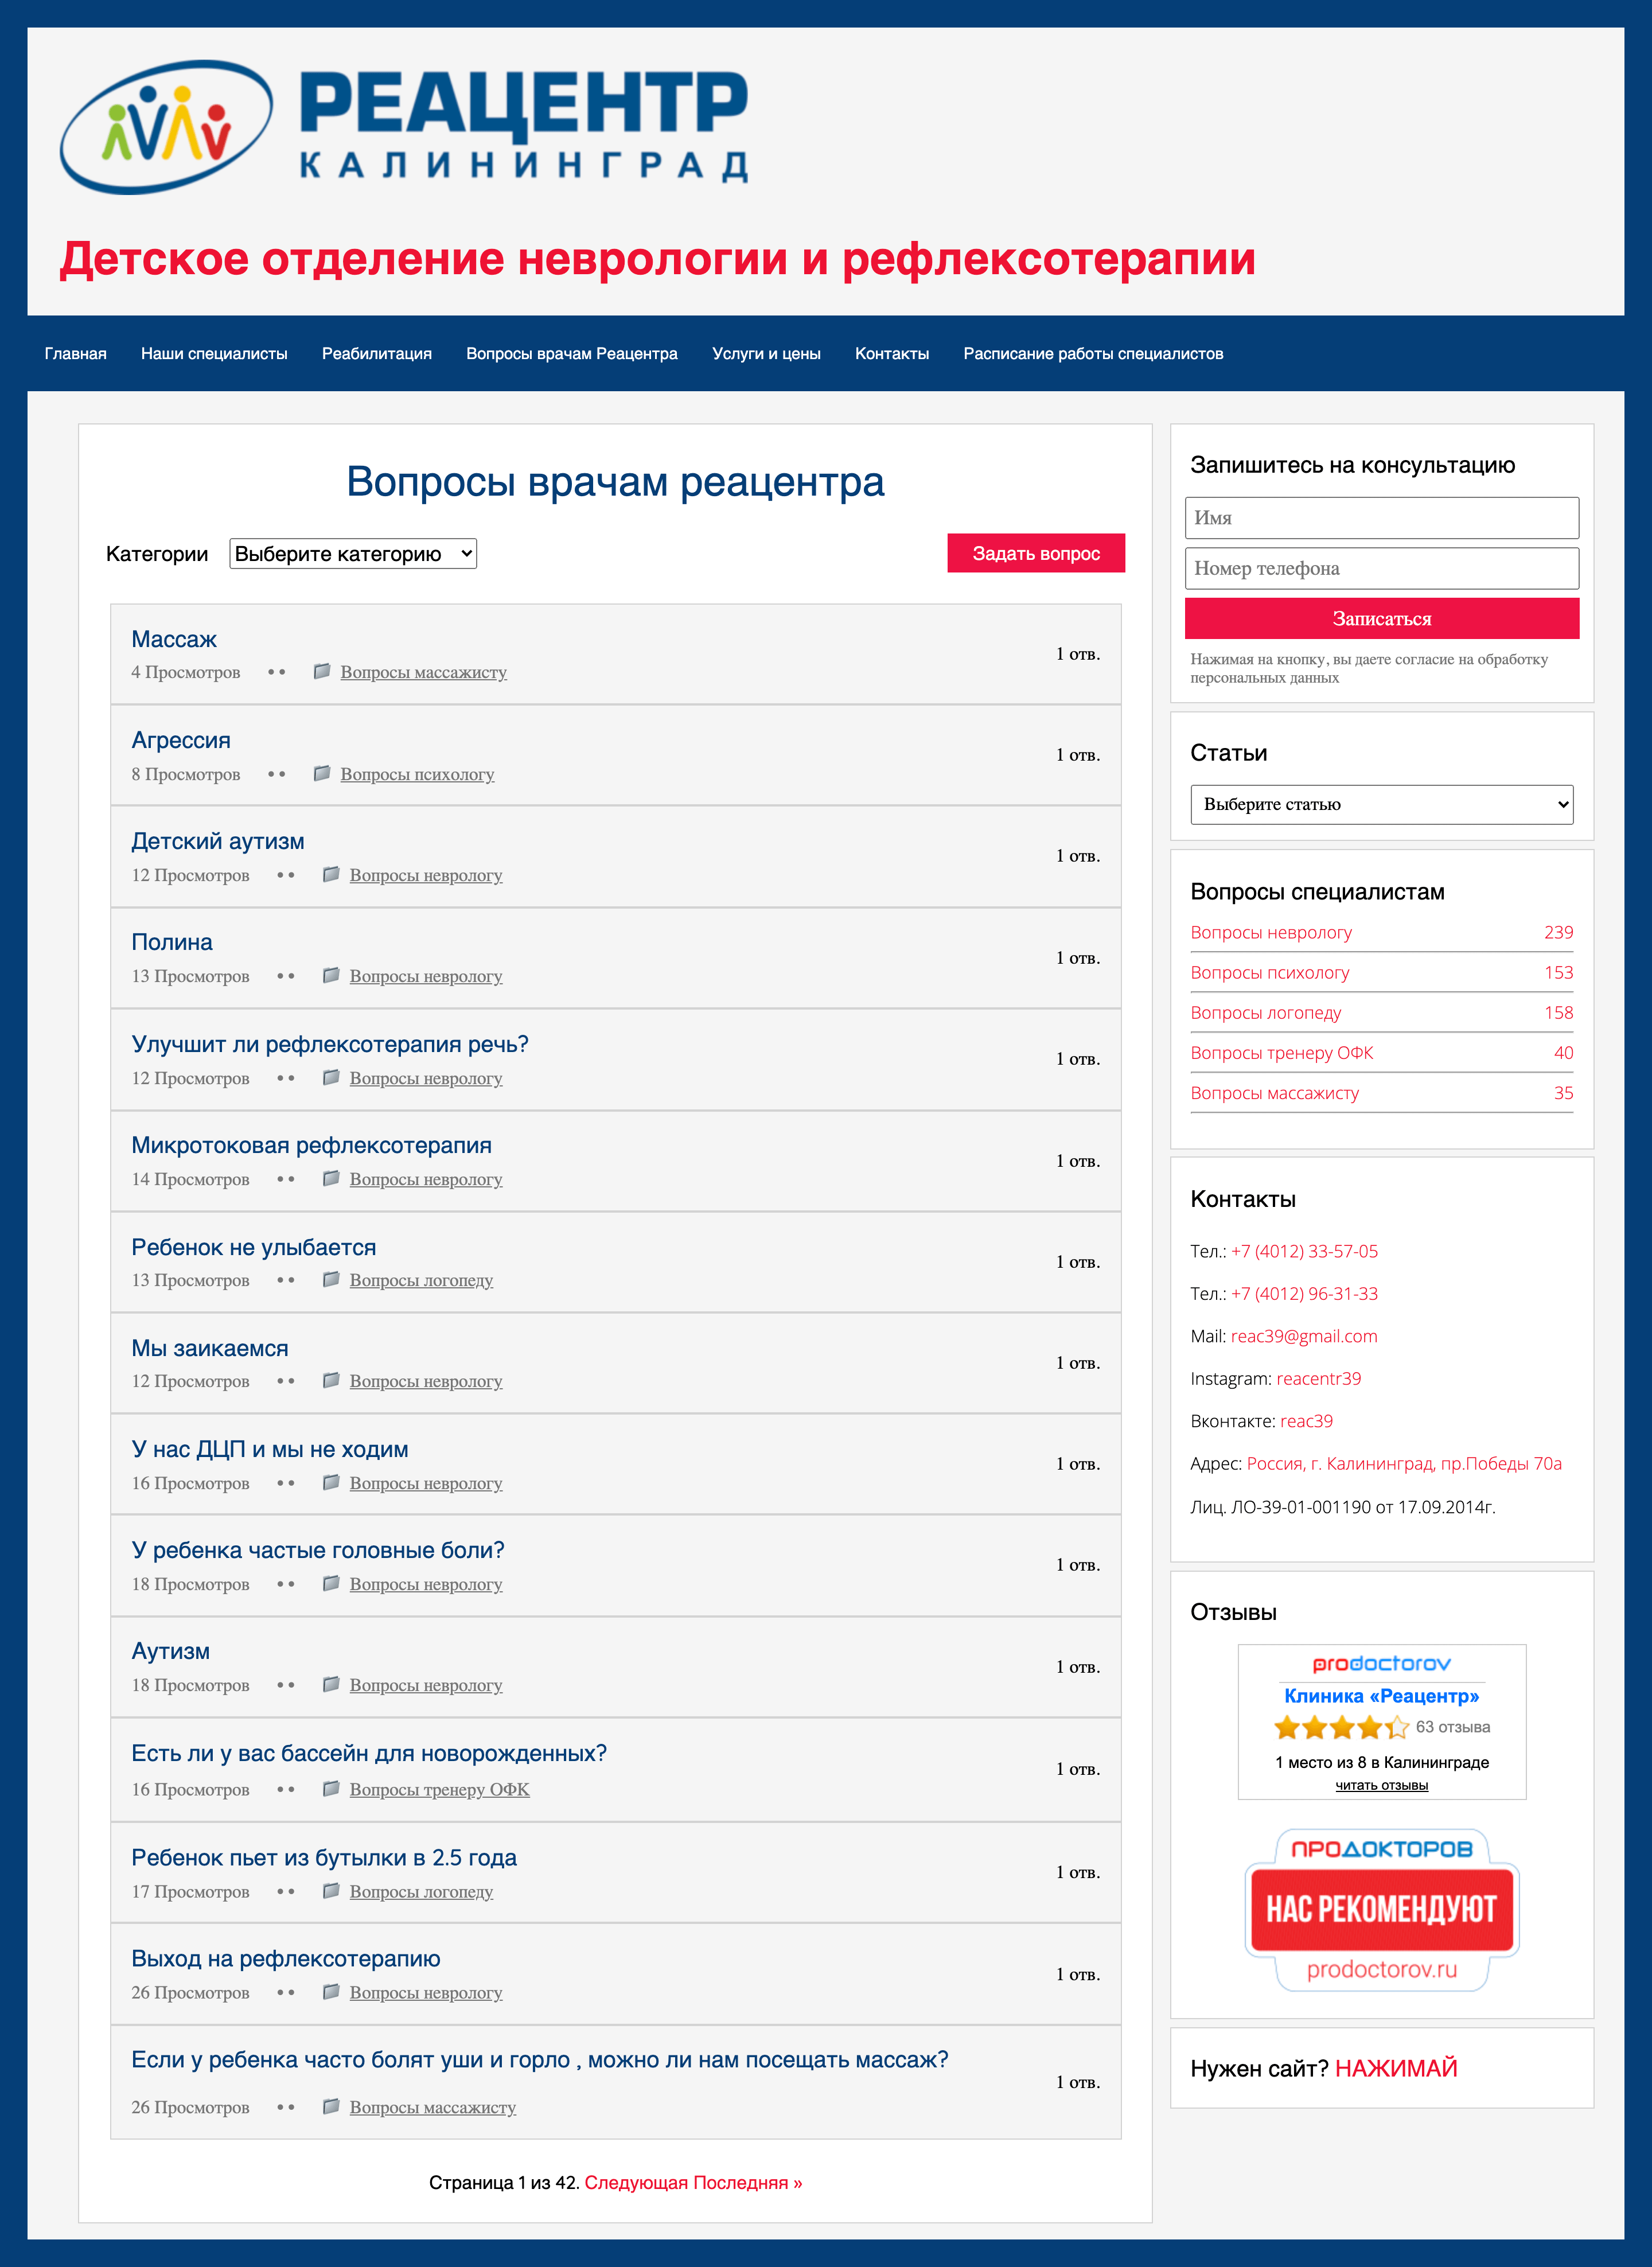 РЕАЦЕНТР
КАЛИНИНГРАД
Детское отделение неврологии и рефлексотерапии
Главная Наши специалисты Реабилитация Вопросы врачам Реацентра Услуги и цены Контакты Расписание работы специалистов
Вопросы врачам реацентра
Категории Выберите категорию Задать вопрос
Массаж
4 Просмотров •• Вопросы массажисту
1 отв.
Агрессия
8 Просмотров •• Вопросы психологу
1 отв.
Детский аутизм
12 Просмотров •• Вопросы неврологу
1 отв.
Полина
13 Просмотров •• Вопросы неврологу
1 отв.
Улучшит ли рефлексотерапия речь?
12 Просмотров •• Вопросы неврологу
1 отв.
Микротоковая рефлексотерапия
14 Просмотров •• Вопросы неврологу
1 отв.
Ребенок не улыбается
13 Просмотров •• Вопросы логопеду
1 отв.
Мы заикаемся
12 Просмотров •• Вопросы неврологу
1 отв.
У нас ДЦП и мы не ходим
16 Просмотров •• Вопросы неврологу
1 отв.
У ребенка частые головные боли?
18 Просмотров •• Вопросы неврологу
1 отв.
Аутизм
18 Просмотров •• Вопросы неврологу
1 отв.
Есть ли у вас бассейн для новорожденных?
16 Просмотров •• Вопросы тренеру ОФК
1 отв.
Ребенок пьет из бутылки в 2.5 года
17 Просмотров •• Вопросы логопеду
1 отв.
Выход на рефлексотерапию
26 Просмотров •• Вопросы неврологу
1 отв.
Если у ребенка часто болят уши и горло , можно ли нам посещать массаж?
26 Просмотров •• Вопросы массажисту
1 отв.
Страница 1 из 42. Следующая Последняя »
Запишитесь на консультацию
Имя
Номер телефона
Записаться
Нажимая на кнопку, вы даете согласие на обработку
персональных данных
Статьи
Выберите статью
Вопросы специалистам
Вопросы неврологу 239
Вопросы психологу 153
Вопросы логопеду 158
Вопросы тренеру ОФК 40
Вопросы массажисту 35
Контакты
Тел.: +7 (4012) 33-57-05
Тел.: +7 (4012) 96-31-33
Mail: reac39@gmail.com
Instagram: reacentr39
Вконтакте: reac39
Адрес: Россия, г. Калининград, пр.Победы 70а
Лиц. ЛО-39-01-001190 от 17.09.2014г.
Отзывы
prodoctorov
Клиника «Реацентр»
63 отзыва
1 место из 8 в Калининграде
читать отзывы
ПРОДОКТОРОВ
НАС РЕКОМЕНДУЮТ
prodoctorov.ru
Нужен сайт? НАЖИМАЙ